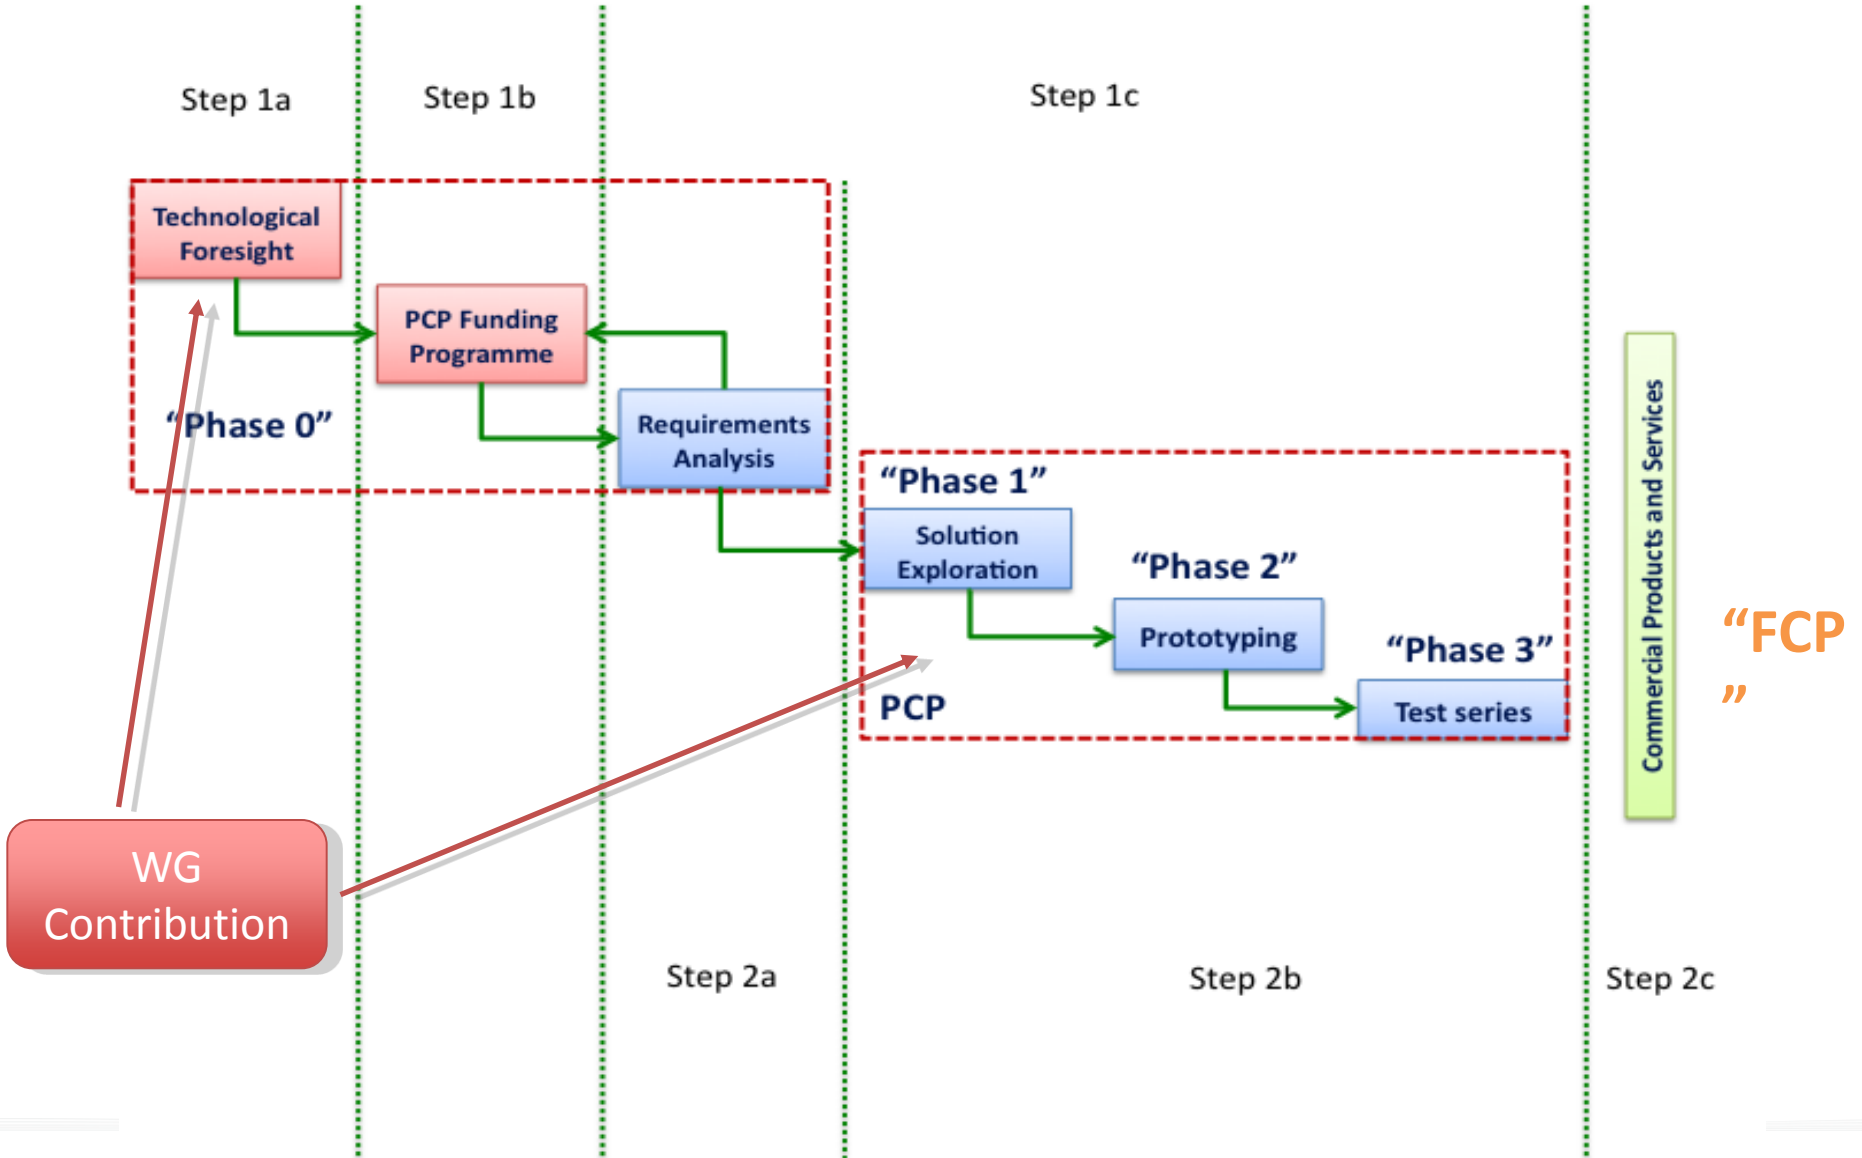 Step 1a
Step 1b
Step 1c
Technological
Foresight
PCP Funding
Programme
“Phase 0”
Requirements
Analysis
“Phase 1”
Solution
Exploration
“Phase 2”
Prototyping
“Phase 3”
Test series
PCP
Commercial Products and Services
“FCP
”
WG
Contribution
Step 2a
Step 2b
Step 2c